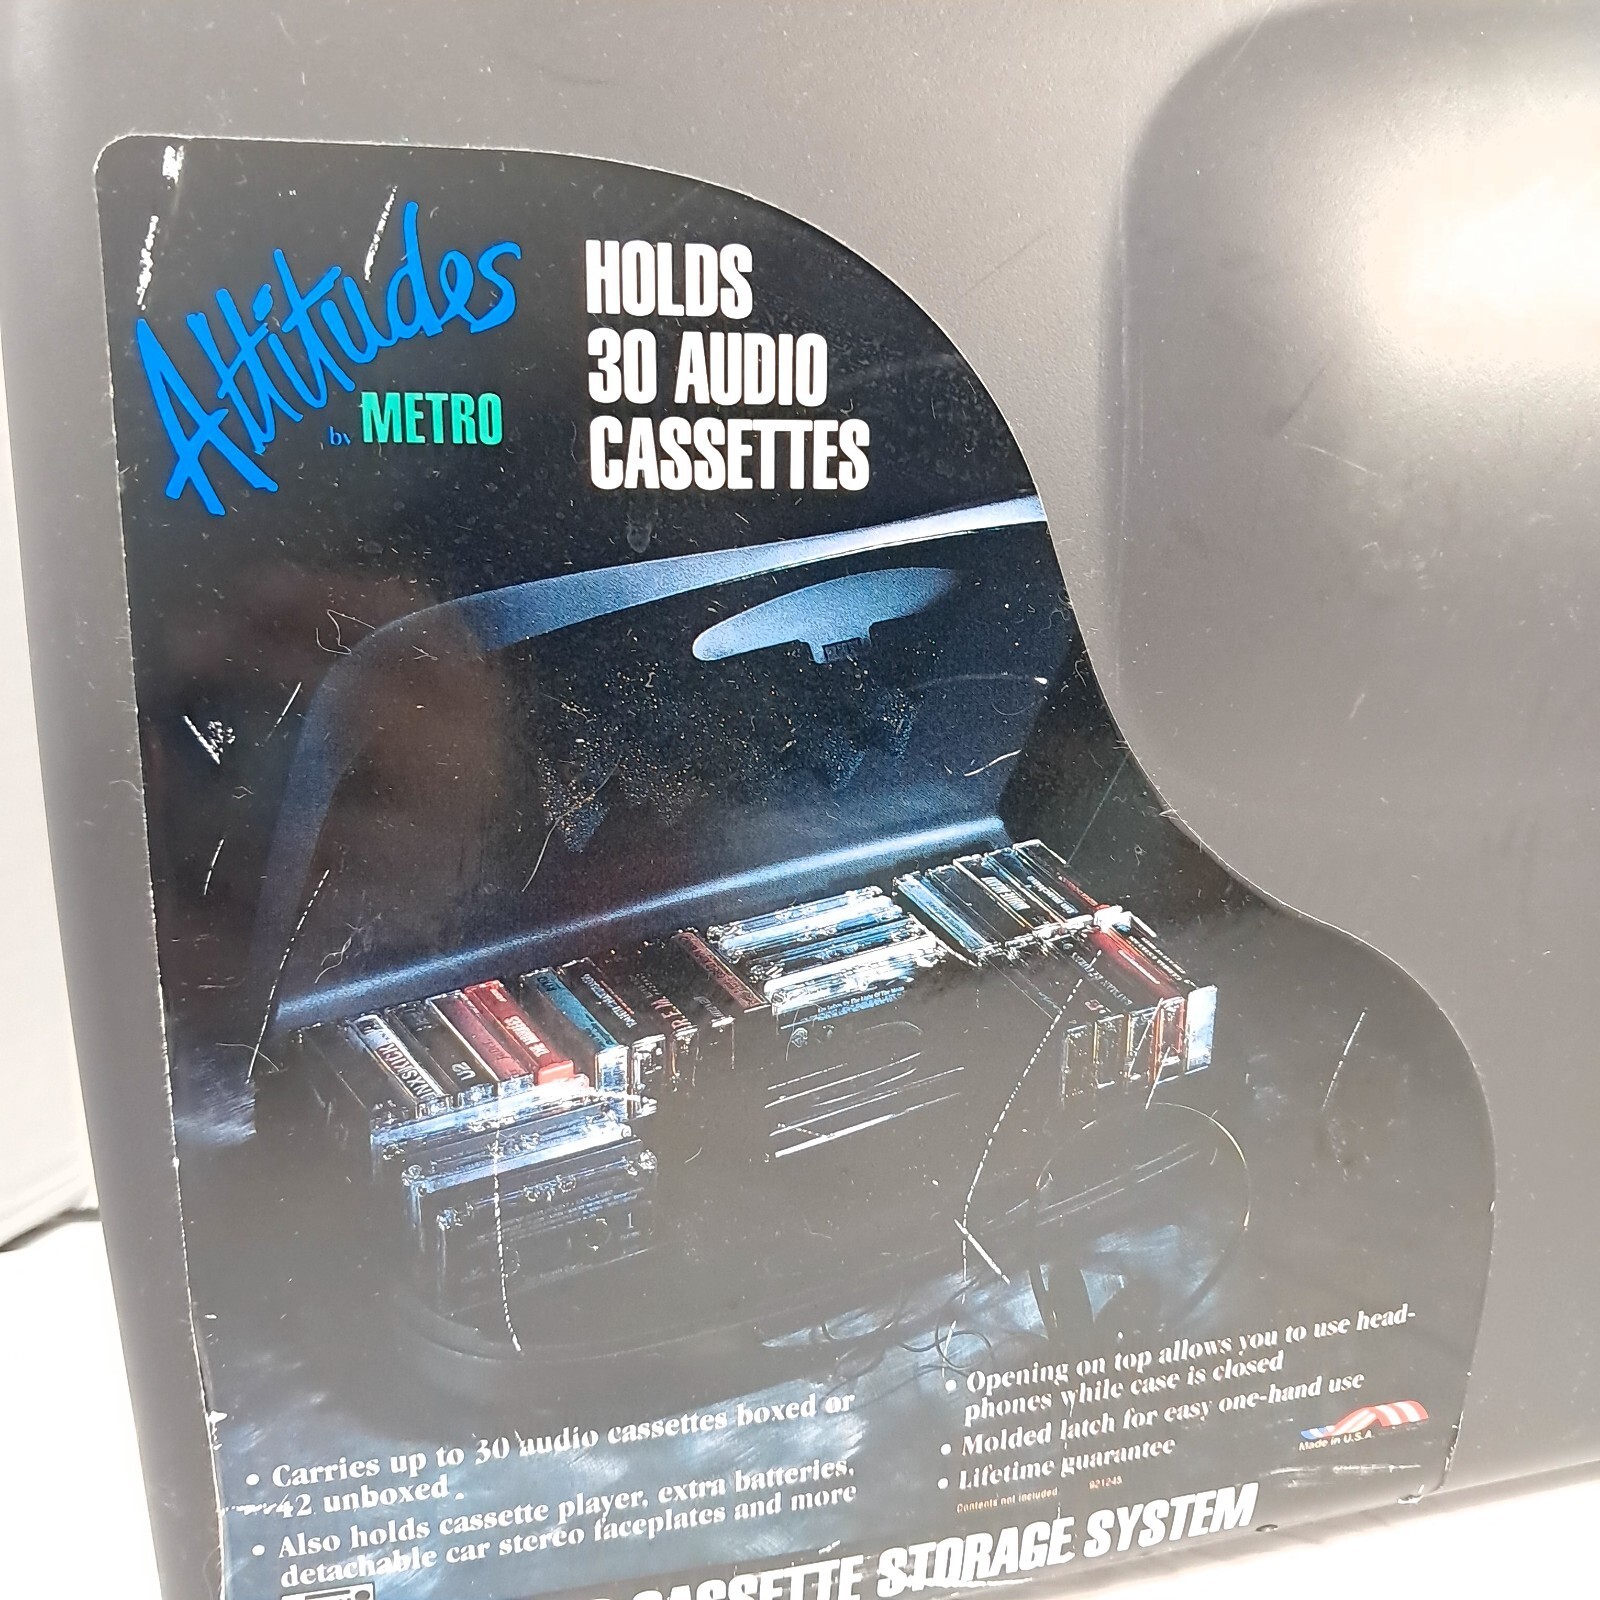 Attitudes
by METRO
HOLDS
30 AUDIO
CASSETTES
U2
R.E.M.
• Carries up to 30 audio cassettes boxed or
42 unboxed.
• Also holds cassette player, extra batteries,
detachable car stereo faceplates and more
• Opening on top allows you to use head-
phones while case is closed
• Molded latch for easy one-hand use
• Lifetime guarantee
Contents not included 921245
Made in U.S.A.
CASSETTE STORAGE SYSTEM